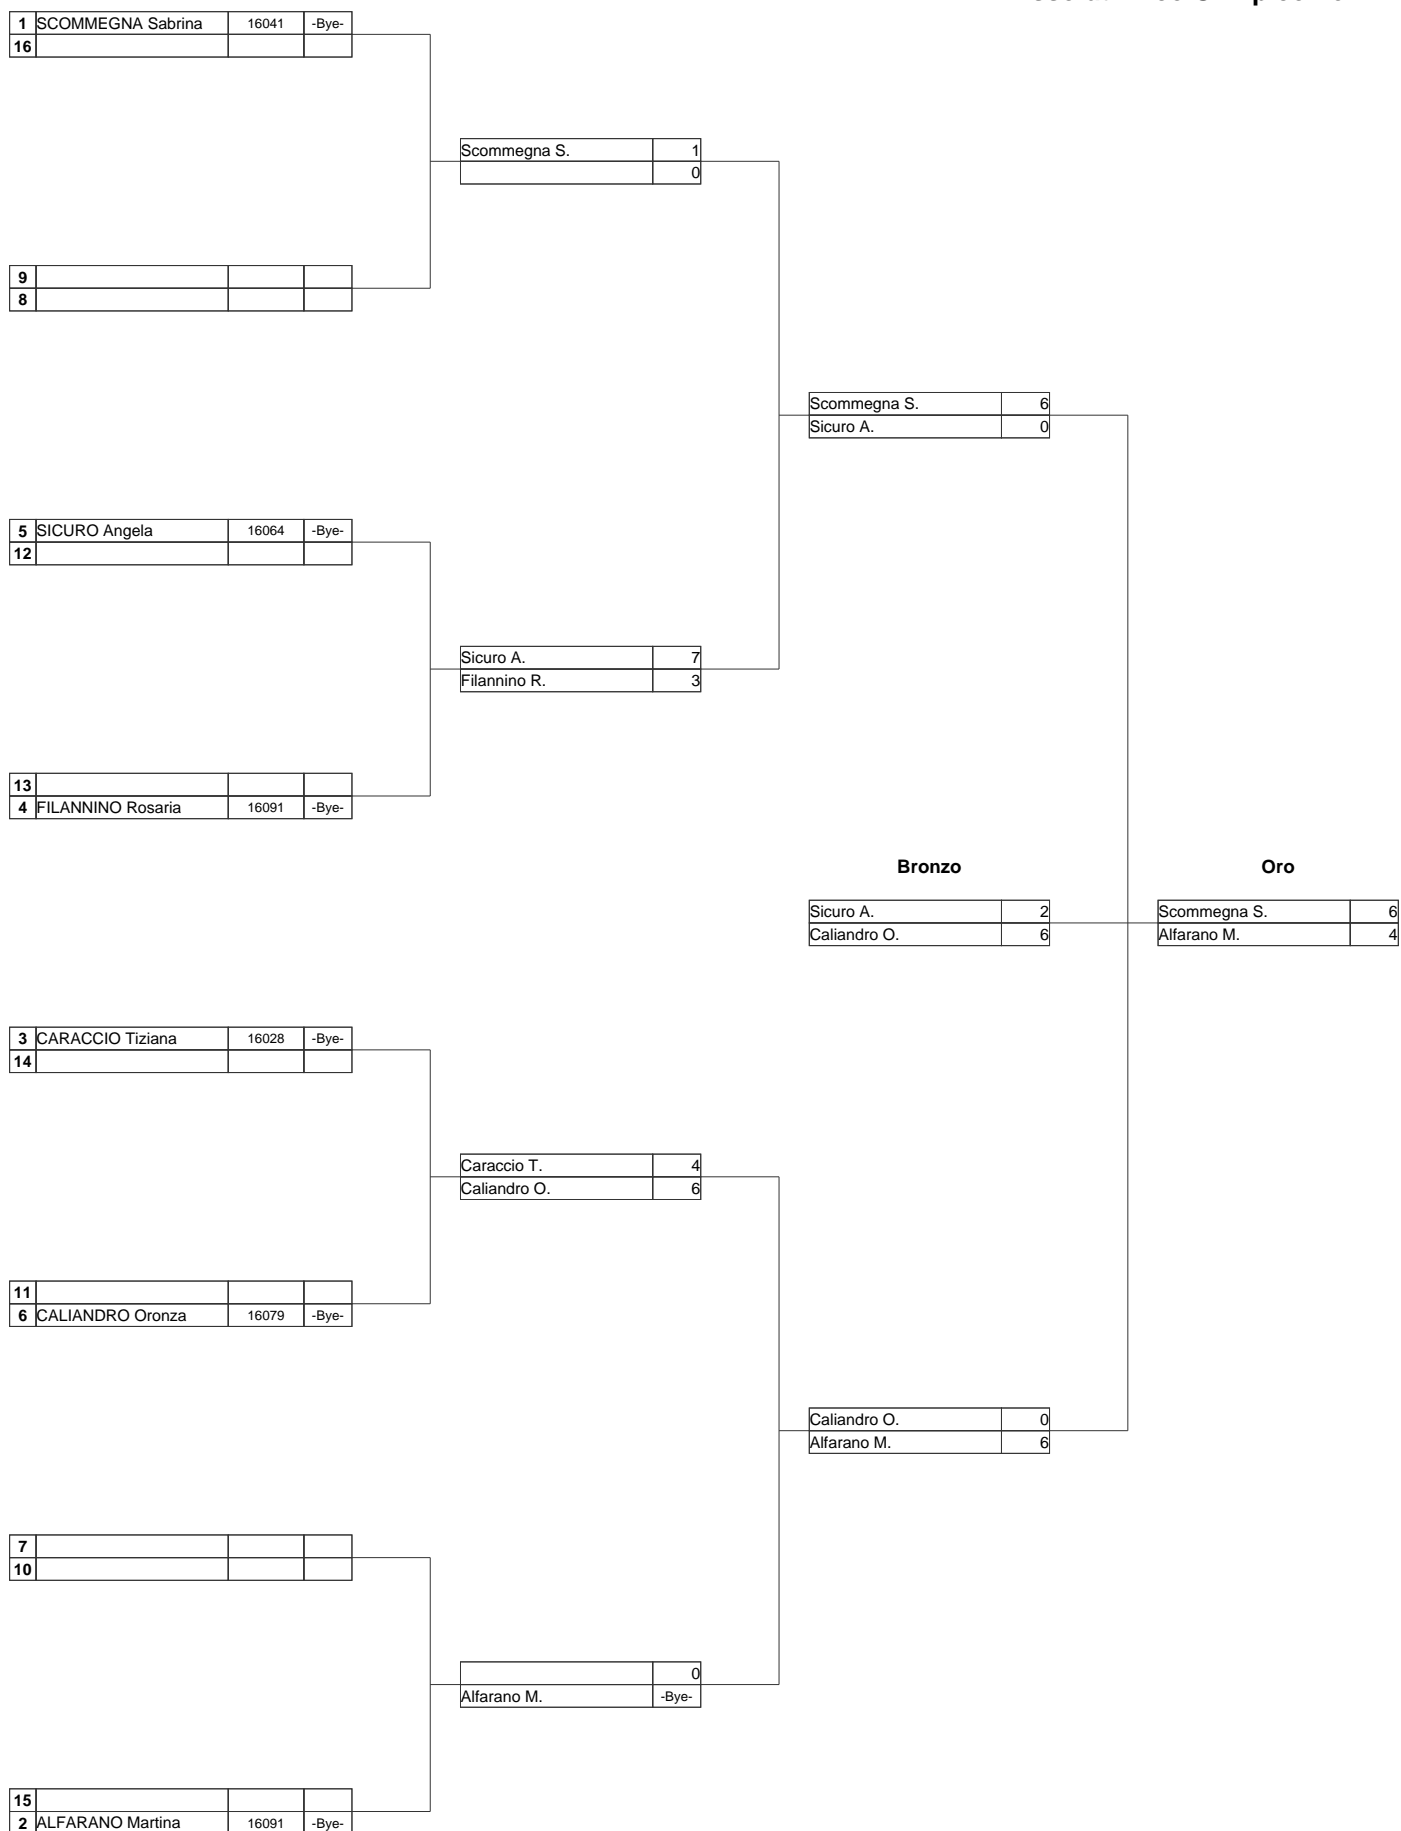 1 SCOMMEGNA Sabrina 16041 -Bye-
16
Scommegna S. 1
0
9
8
Scommegna S. 6
Sicuro A. 0
5 SICURO Angela 16064 -Bye-
12
Sicuro A. 7
Filannino R. 3
13
4 FILANNINO Rosaria 16091 -Bye-
Bronzo Oro
Sicuro A. 2 Scommegna S. 6
Caliandro O. 6 Alfarano M. 4
3 CARACCIO Tiziana 16028 -Bye-
14
Caraccio T. 4
Caliandro O. 6
11
6 CALIANDRO Oronza 16079 -Bye-
Caliandro O. 0
Alfarano M. 6
7
10
0
Alfarano M. -Bye-
15
2 ALFARANO Martina 16091 -Bye-